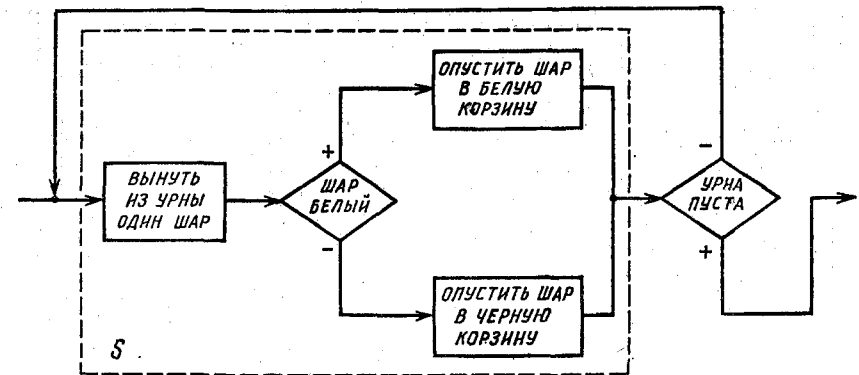 ОПУСТИТЬ ШАР
В БЕЛУЮ
КОРЗИНУ
+
-
ВЫНУТЬ
ИЗ УРНЫ
ОДИН ШАР
ШАР
БЕЛЫЙ
УРНА
ПУСТА
-
+
ОПУСТИТЬ ШАР
В ЧЕРНУЮ
КОРЗИНУ
S